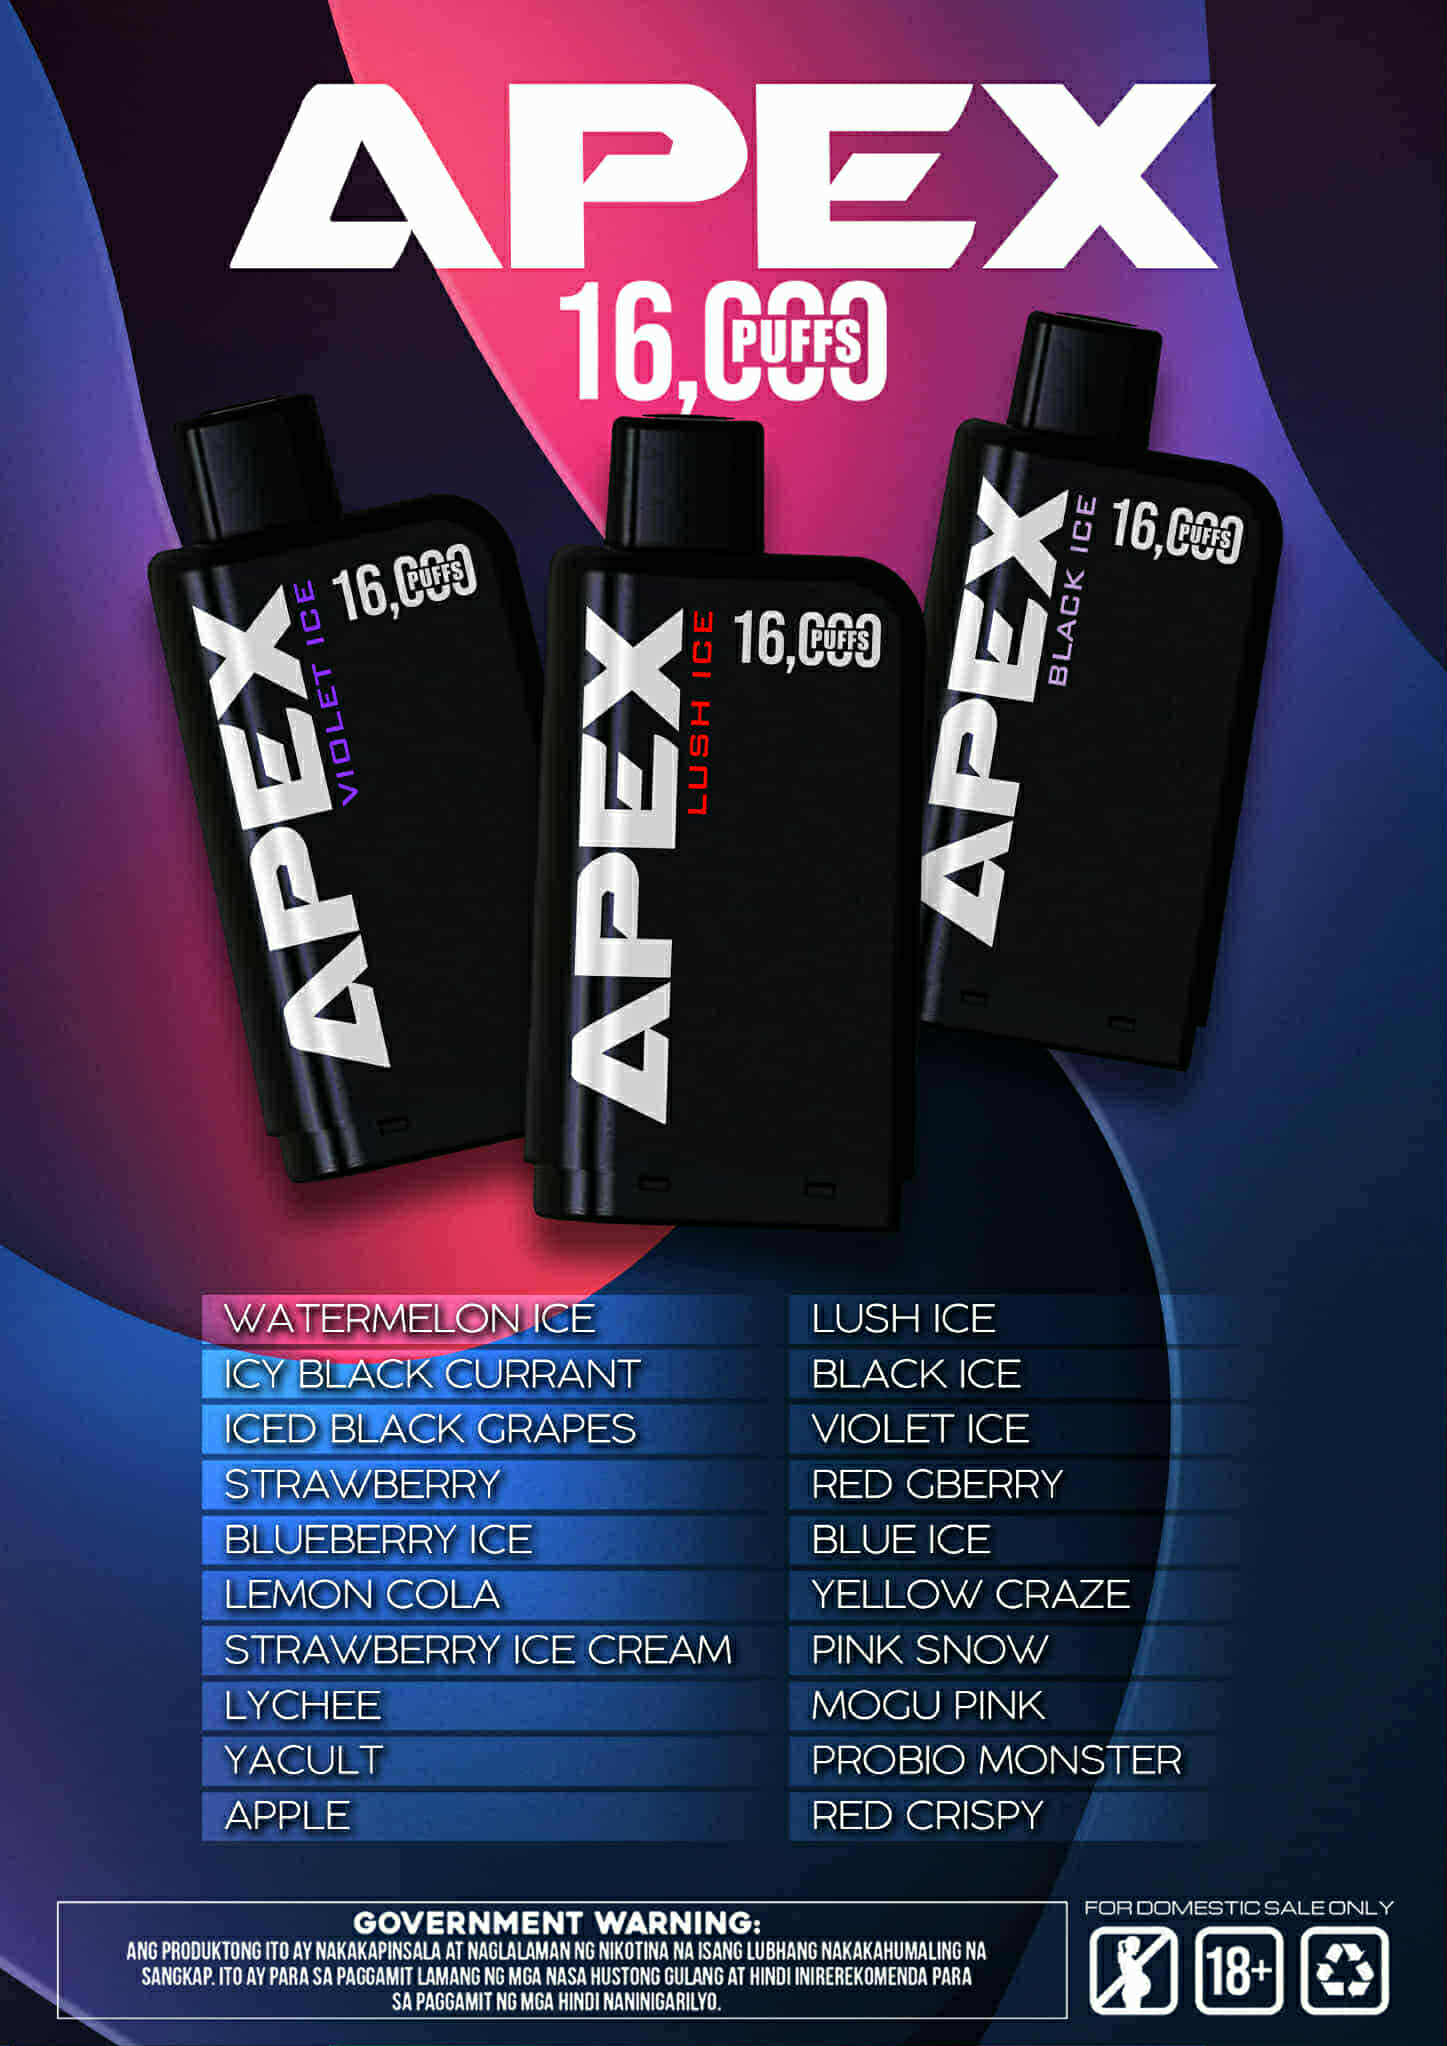 APEX
16,000
PUFFS
APEX
VIOLET ICE
16,000
PUFFS
APEX
LUSH ICE
16,000
PUFFS
APEX
BLACK ICE
16,000
PUFFS
WATERMELON ICE
ICY BLACK CURRANT
ICED BLACK GRAPES
STRAWBERRY
BLUEBERRY ICE
LEMON COLA
STRAWBERRY ICE CREAM
LYCHEE
YACULT
APPLE
LUSH ICE
BLACK ICE
VIOLET ICE
RED GBERRY
BLUE ICE
YELLOW CRAZE
PINK SNOW
MOGU PINK
PROBIO MONSTER
RED CRISPY
GOVERNMENT WARNING:
ANG PRODUKTONG ITO AY NAKAKAPINSALA AT NAGLALAMAN NG NIKOTINA NA ISANG LUBHANG NAKAKAHUMALING NA
SANGKAP. ITO AY PARA SA PAGGAMIT LAMANG NG MGA NASA HUSTONG GULANG AT HINDI INIREREKOMENDA PARA
SA PAGGAMIT NG MGA HINDI NANINIGARILYO.
FOR DOMESTIC SALE ONLY
18+